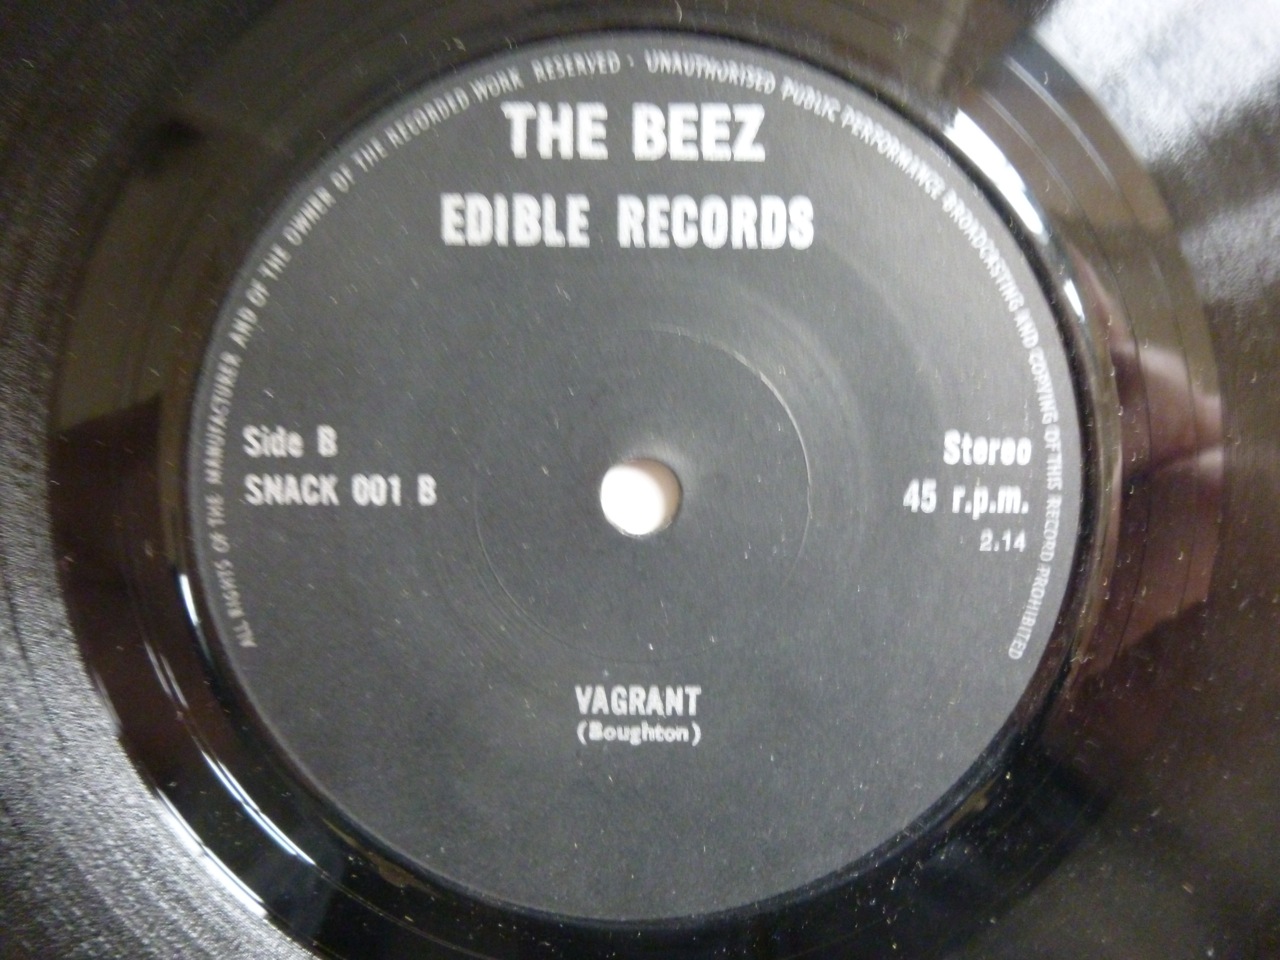 ALL RIGHTS OF THE MANUFACTURER AND OF THE OWNER OF THE RECORDED WORK RESERVED · UNAUTHORISED PUBLIC PERFORMANCE BROADCASTING AND COPYING OF THIS RECORD PROHIBITED
THE BEEZ
EDIBLE RECORDS
Side B
SNACK 001 B
Stereo
45 r.p.m.
2.14
VAGRANT
(Boughton)